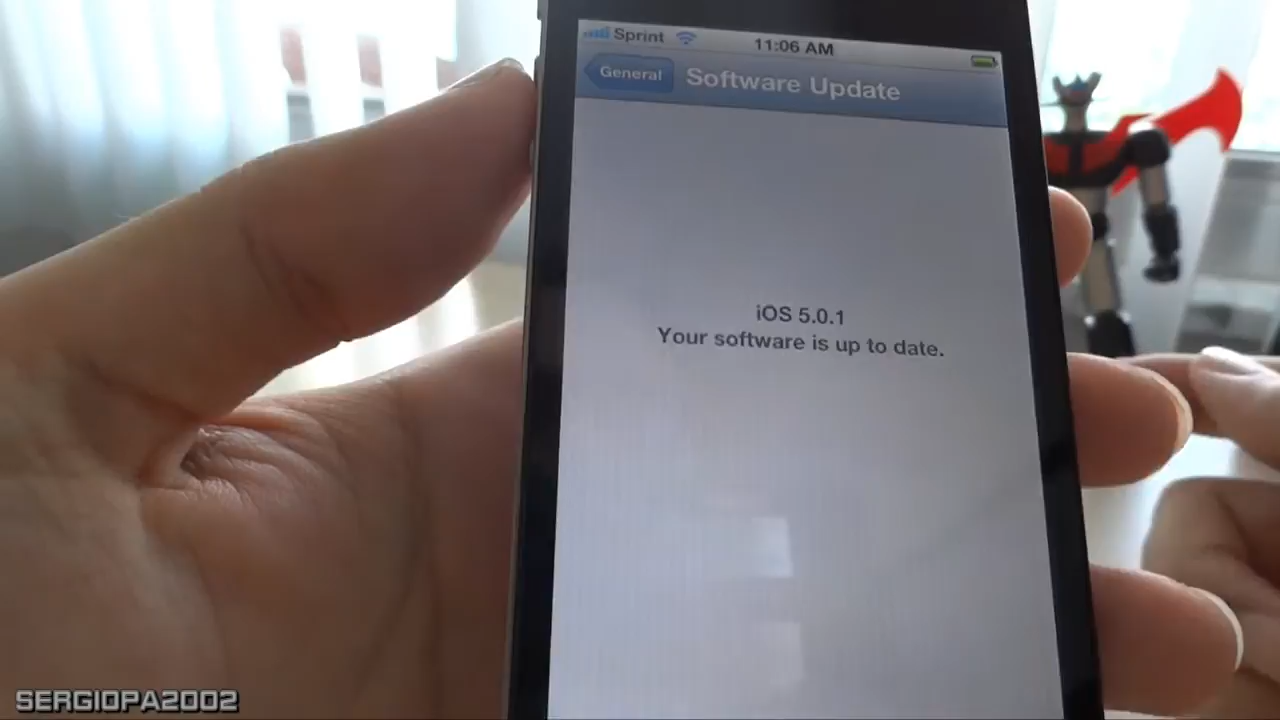 Sprint
11:06 AM
General
Software Update
iOS 5.0.1
Your software is up to date.
SERGIOPA2002